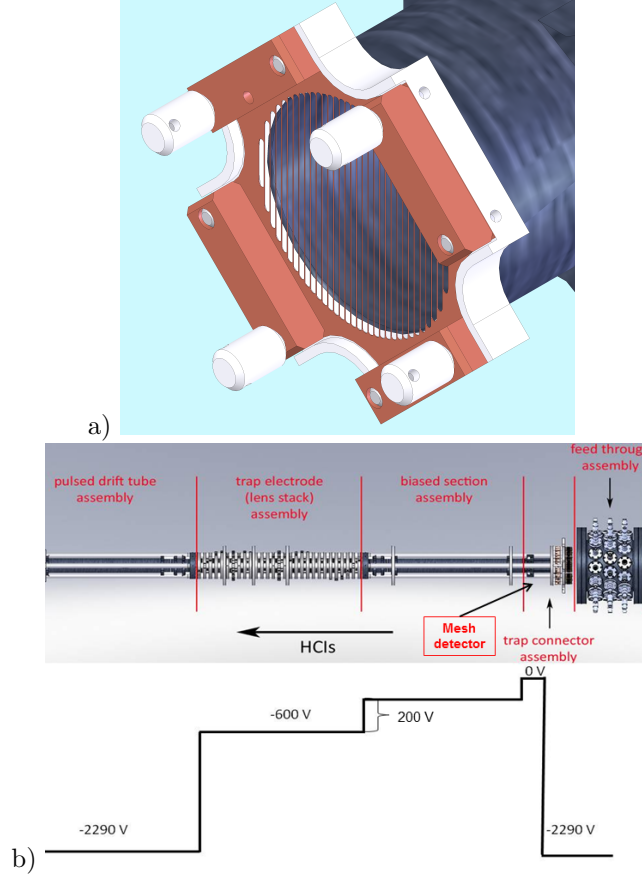 a)
pulsed drift tube
assembly
trap electrode
(lens stack)
assembly
biased section
assembly
feed through
assembly
HCIs
Mesh
detector
trap connector
assembly
0 V
-600 V
200 V
-2290 V
-2290 V
b)